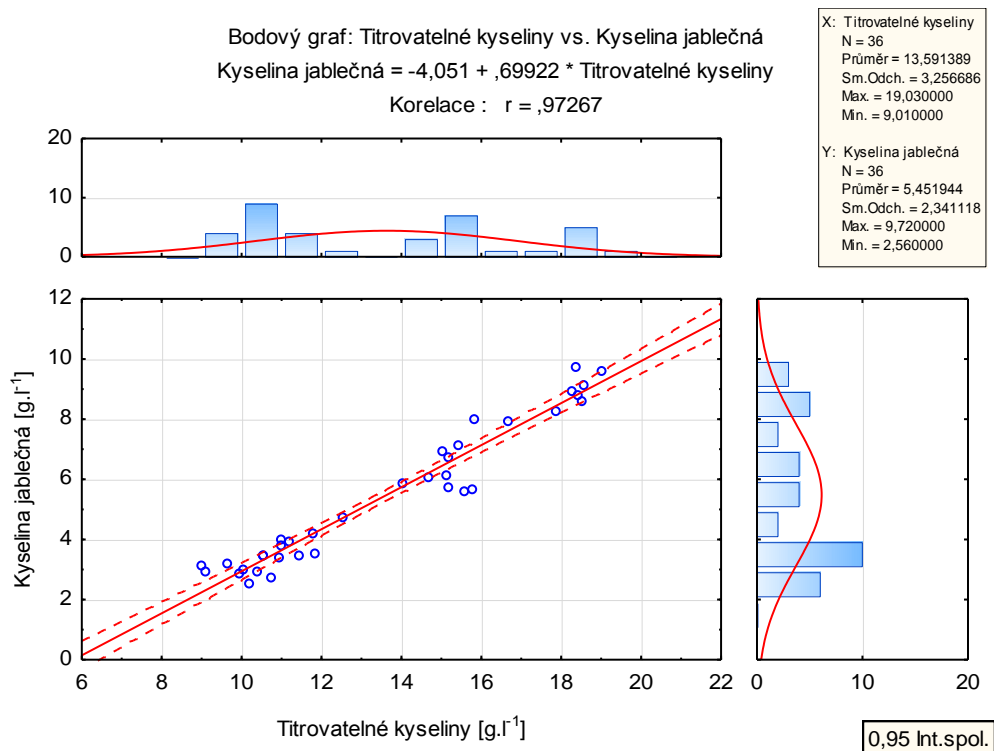 Bodový graf: Titrovatelné kyseliny vs. Kyselina jablečná
Kyselina jablečná = -4,051 + ,69922 * Titrovatelné kyseliny
Korelace : r = ,97267
X: Titrovatelné kyseliny
N = 36
Průměr = 13,591389
Sm.Odch. = 3,256686
Max. = 19,030000
Min. = 9,010000
Y: Kyselina jablečná
N = 36
Průměr = 5,451944
Sm.Odch. = 2,341118
Max. = 9,720000
Min. = 2,560000
20
10
0
12
10
8
6
4
2
0
Kyselina jablečná [g.l⁻¹]
6 8 10 12 14 16 18 20 22
Titrovatelné kyseliny [g.l⁻¹]
0 10 20
0,95 Int.spol.